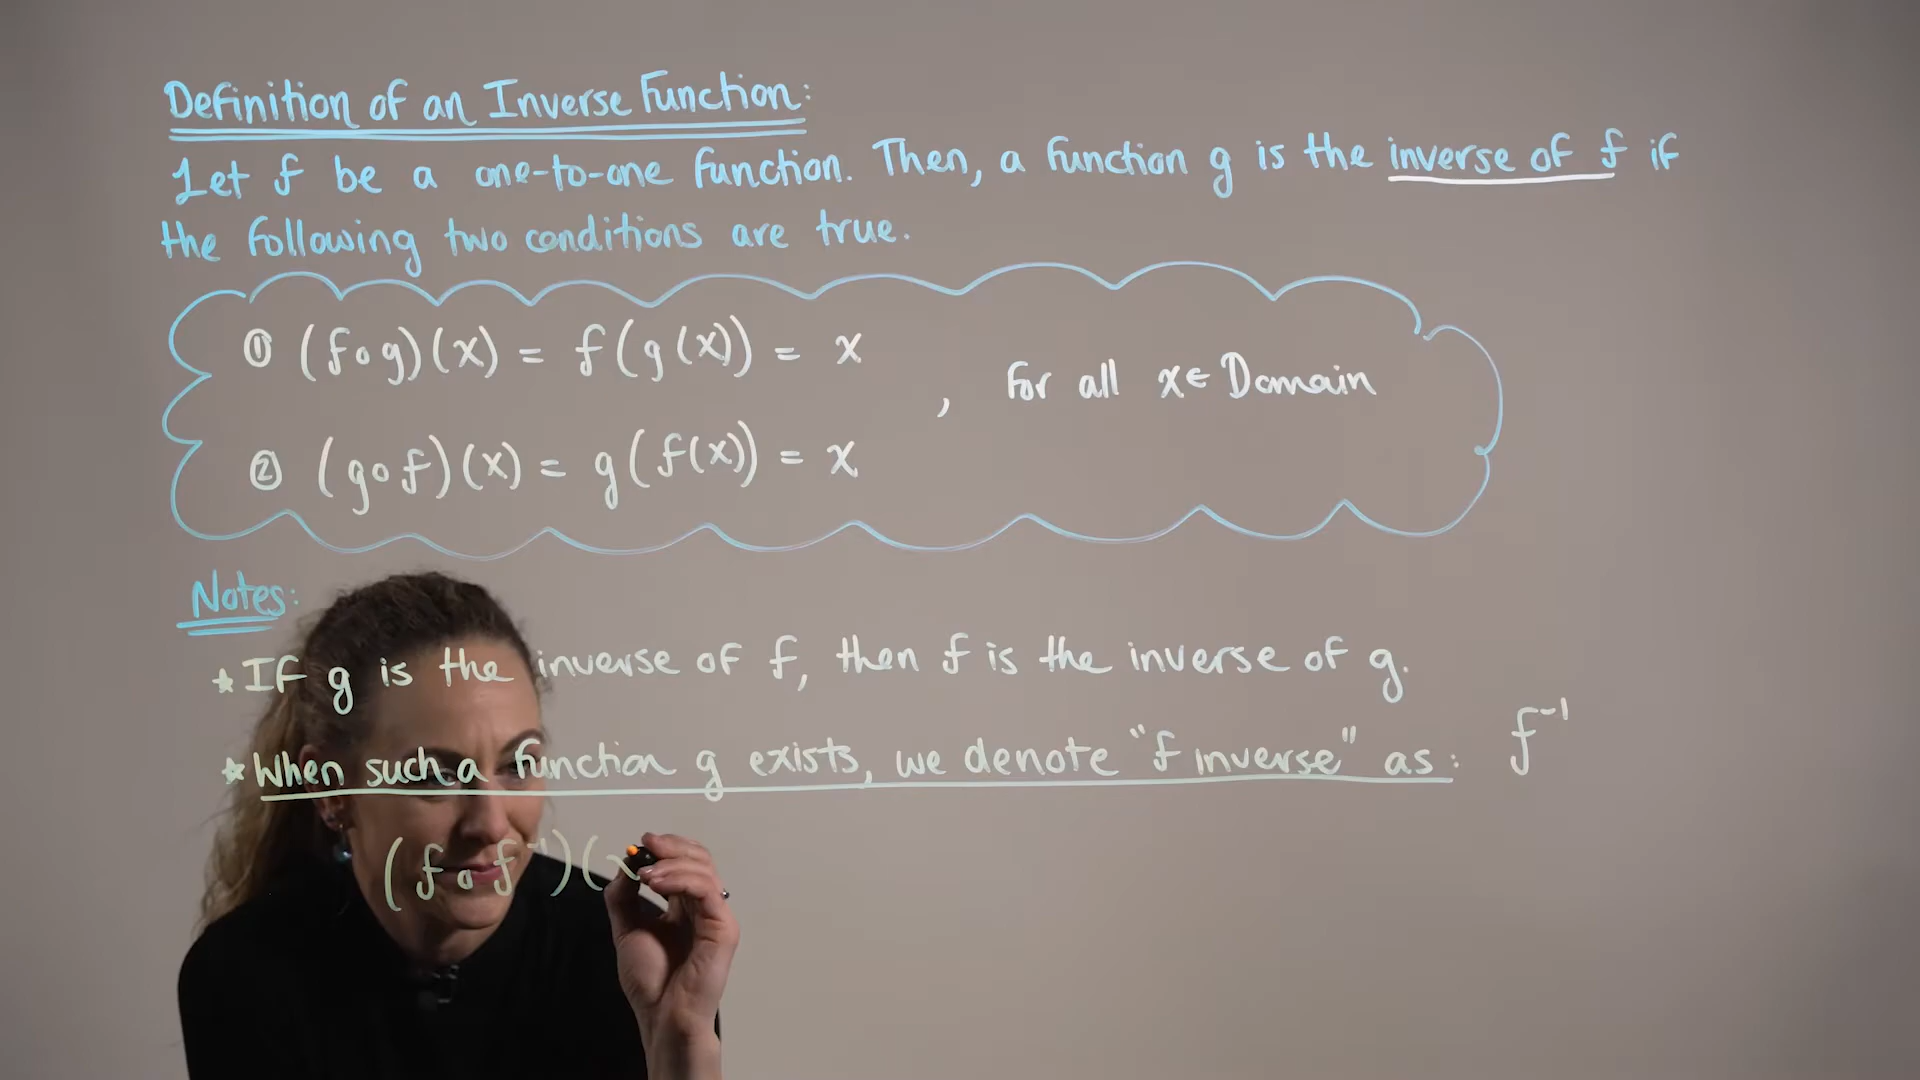 Definition of an Inverse Function:
Let f be a one-to-one function. Then, a function g is the inverse of f if
the following two conditions are true.
① (f∘g)(x) = f(g(x)) = x
, for all x∈Domain
② (g∘f)(x) = g(f(x)) = x
Notes:
★ If g is the inverse of f, then f is the inverse of g.
★ When such a function g exists, we denote "f inverse" as: f⁻¹
(f∘f⁻¹)(x